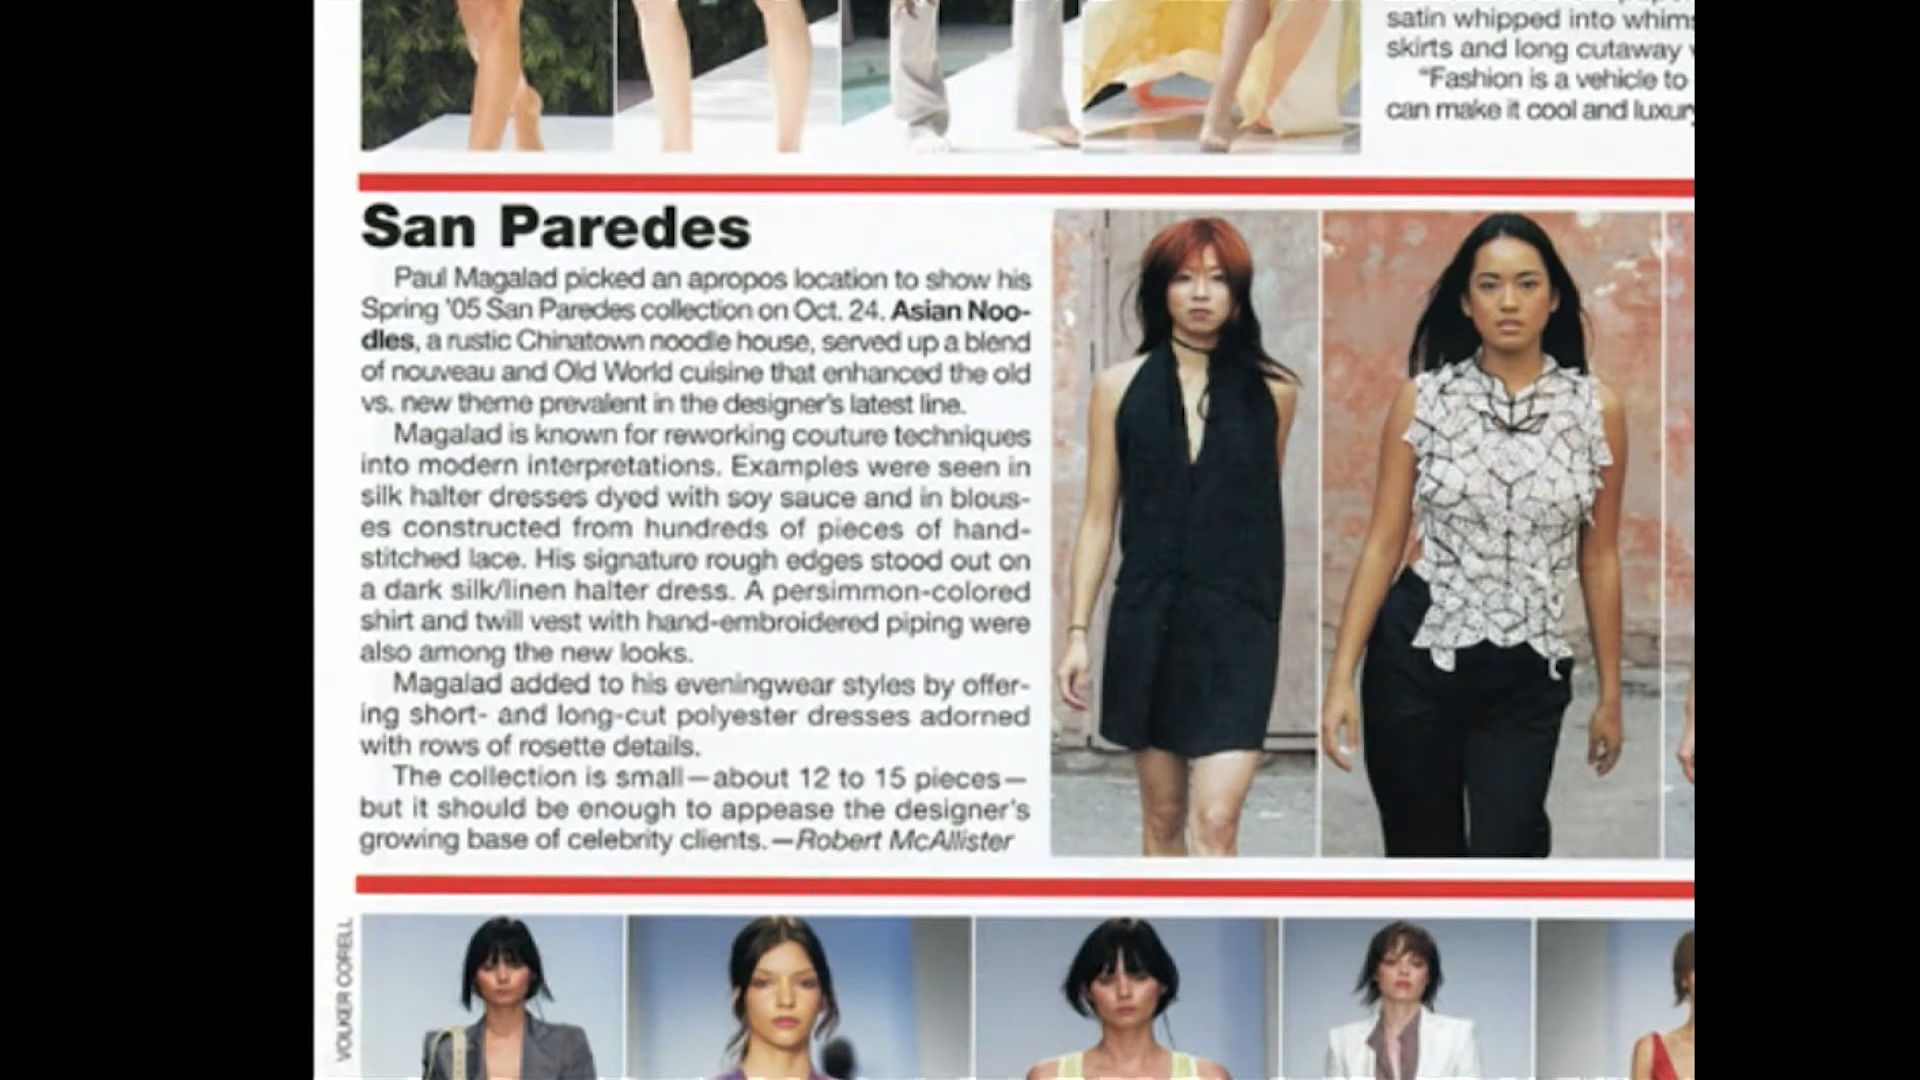 satin whipped into whims
skirts and long cutaway
"Fashion is a vehicle to
can make it cool and luxury
San Paredes
Paul Magalad picked an apropos location to show his
Spring '05 San Paredes collection on Oct. 24. Asian Noo-
dles, a rustic Chinatown noodle house, served up a blend
of nouveau and Old World cuisine that enhanced the old
vs. new theme prevalent in the designer's latest line.
Magalad is known for reworking couture techniques
into modern interpretations. Examples were seen in
silk halter dresses dyed with soy sauce and in blous-
es constructed from hundreds of pieces of hand-
stitched lace. His signature rough edges stood out on
a dark silk/linen halter dress. A persimmon-colored
shirt and twill vest with hand-embroidered piping were
also among the new looks.
Magalad added to his eveningwear styles by offer-
ing short- and long-cut polyester dresses adorned
with rows of rosette details.
The collection is small—about 12 to 15 pieces—
but it should be enough to appease the designer's
growing base of celebrity clients.—Robert McAllister
VOLKER CORELL